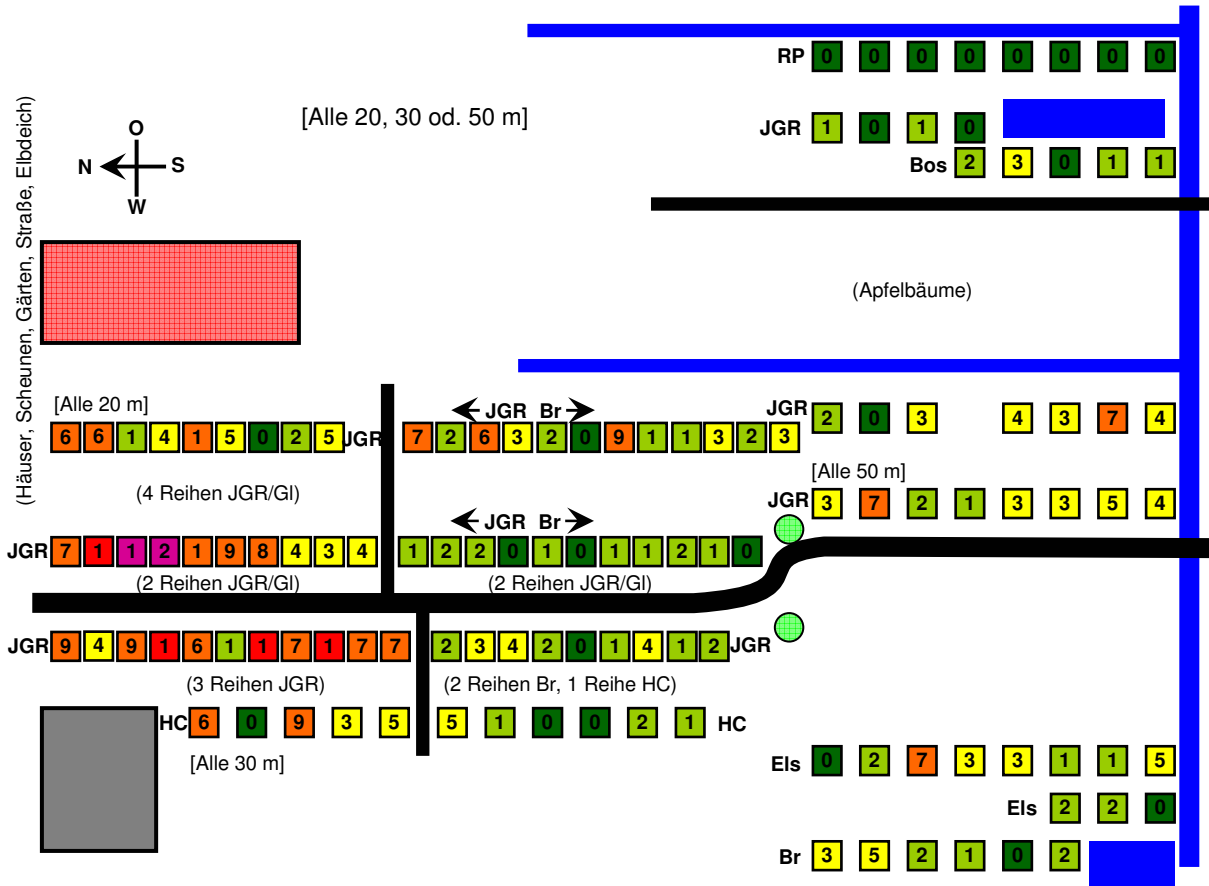 RP 0 0 0 0 0 0 0 0
[Alle 20, 30 od. 50 m]
JGR 1 0 1 0
O
N S
W
Bos 2 3 0 1 1
(Häuser, Scheunen, Gärten, Straße, Elbdeich)
(Apfelbäume)
[Alle 20 m]
JGR Br
JGR 2 0 3 4 3 7 4
6 6 1 4 1 5 0 2 5 JGR 7 2 6 3 2 0 9 1 1 3 2 3
[Alle 50 m]
(4 Reihen JGR/Gl)
JGR 3 7 2 1 3 3 5 4
JGR Br
JGR 7 1 1 2 1 9 8 4 3 4 1 2 2 0 1 0 1 1 2 1 0
(2 Reihen JGR/Gl) (2 Reihen JGR/Gl)
JGR 9 4 9 1 6 1 1 7 1 7 7 2 3 4 2 0 1 4 1 2 JGR
(3 Reihen JGR) (2 Reihen Br, 1 Reihe HC)
HC 6 0 9 3 5 5 1 0 0 2 1 HC
[Alle 30 m]
Els 0 2 7 3 3 1 1 5
Els 2 2 0
Br 3 5 2 1 0 2